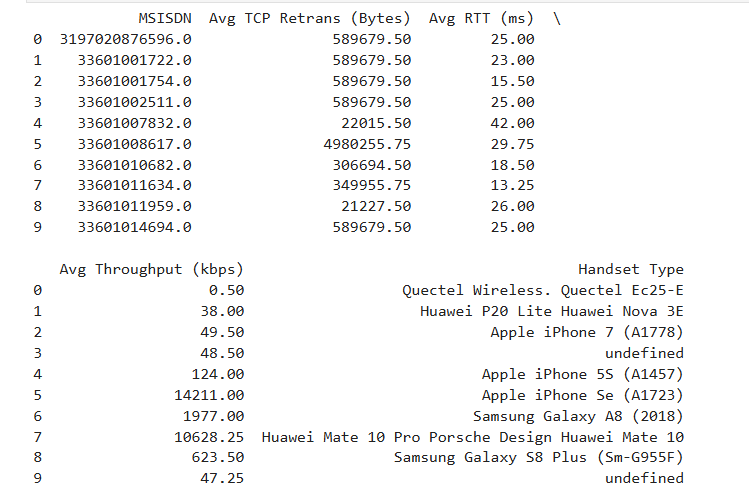 MSISDN  Avg TCP Retrans (Bytes)  Avg RTT (ms)  \
0  3197020876596.0                589679.50         25.00
1    33601001722.0                589679.50         23.00
2    33601001754.0                589679.50         15.50
3    33601002511.0                589679.50         25.00
4    33601007832.0                 22015.50         42.00
5    33601008617.0               4980255.75         29.75
6    33601010682.0                306694.50         18.50
7    33601011634.0                349955.75         13.25
8    33601011959.0                 21227.50         26.00
9    33601014694.0                589679.50         25.00
Avg Throughput (kbps)                                      Handset Type
0                   0.50                  Quectel Wireless. Quectel Ec25-E
1                  38.00                    Huawei P20 Lite Huawei Nova 3E
2                  49.50                            Apple iPhone 7 (A1778)
3                  48.50                                         undefined
4                 124.00                           Apple iPhone 5S (A1457)
5               14211.00                           Apple iPhone Se (A1723)
6                1977.00                          Samsung Galaxy A8 (2018)
7               10628.25  Huawei Mate 10 Pro Porsche Design Huawei Mate 10
8                 623.50                 Samsung Galaxy S8 Plus (Sm-G955F)
9                  47.25                                         undefined